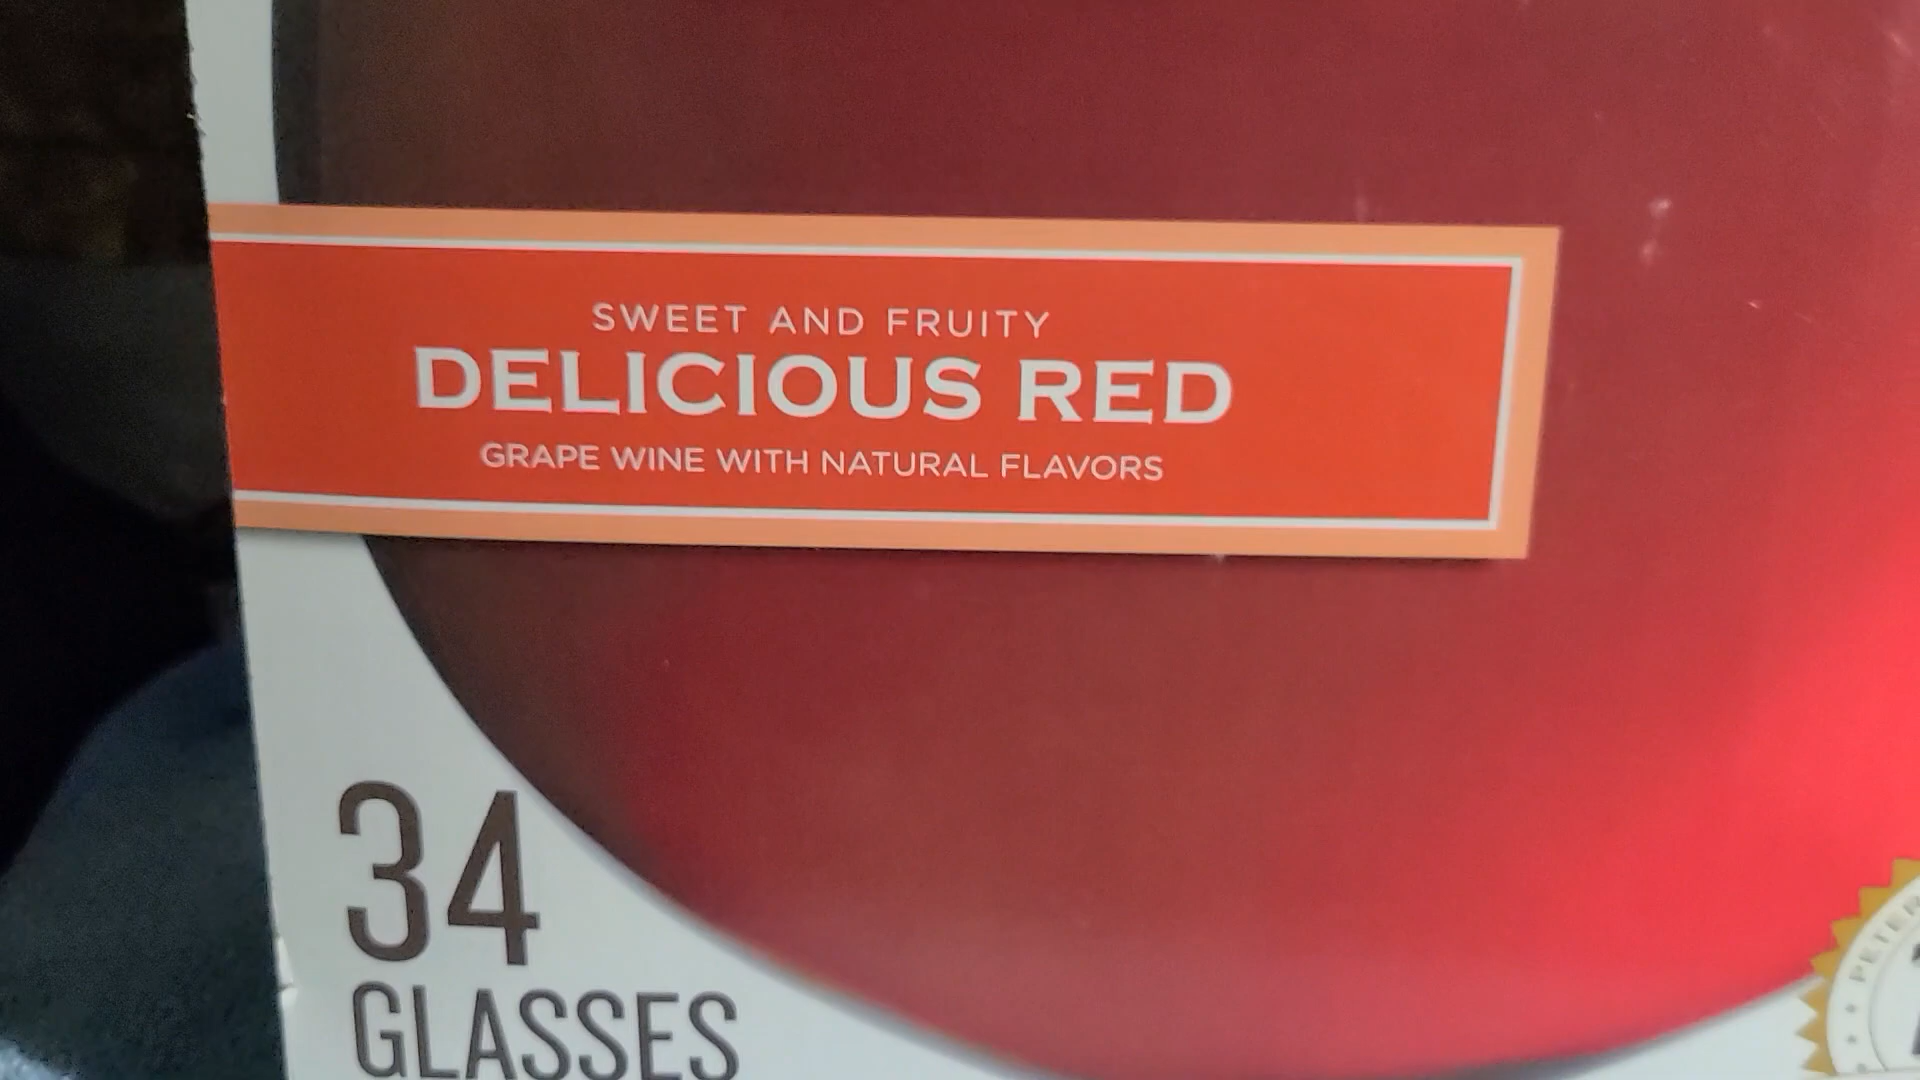 SWEET AND FRUITY
DELICIOUS RED
GRAPE WINE WITH NATURAL FLAVORS
34
GLASSES